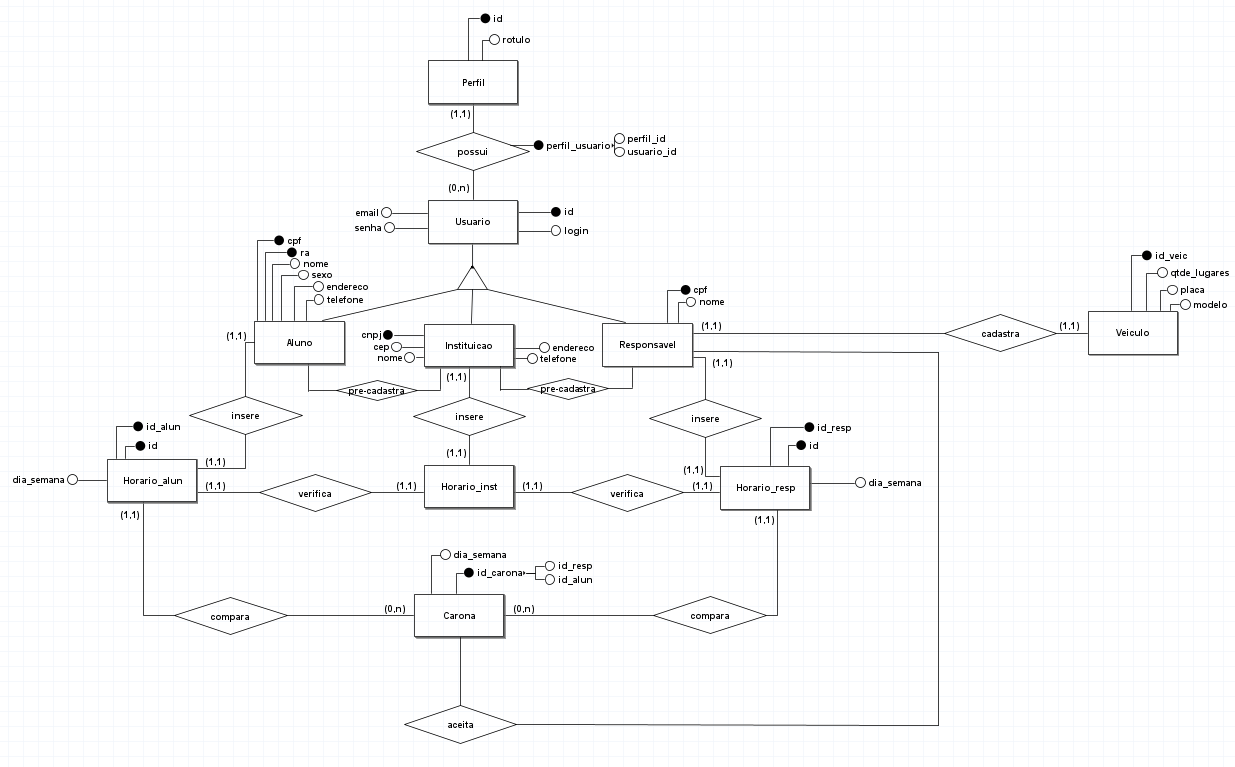 id
rotulo
Perfil
(1,1)
possui
perfil_usuario
perfil_id
usuario_id
(0,n)
email
senha
Usuario
id
login
cpf
ra
nome
sexo
endereco
telefone
(1,1)
Aluno
cnpj
cep
nome
Instituicao
endereco
telefone
cpf
nome
Responsavel
(1,1)
cadastra
(1,1)
id_veic
qtde_lugares
placa
modelo
Veiculo
pre-cadastra
(1,1)
pre-cadastra
(1,1)
insere
insere
insere
id_alun
id
dia_semana
Horario_alun
(1,1)
(1,1)
verifica
(1,1)
(1,1)
Horario_inst
(1,1)
verifica
(1,1)
(1,1)
id_resp
id
Horario_resp
dia_semana
(1,1)
(1,1)
dia_semana
id_carona
id_resp
id_alun
compara
(0,n)
Carona
(0,n)
compara
aceita